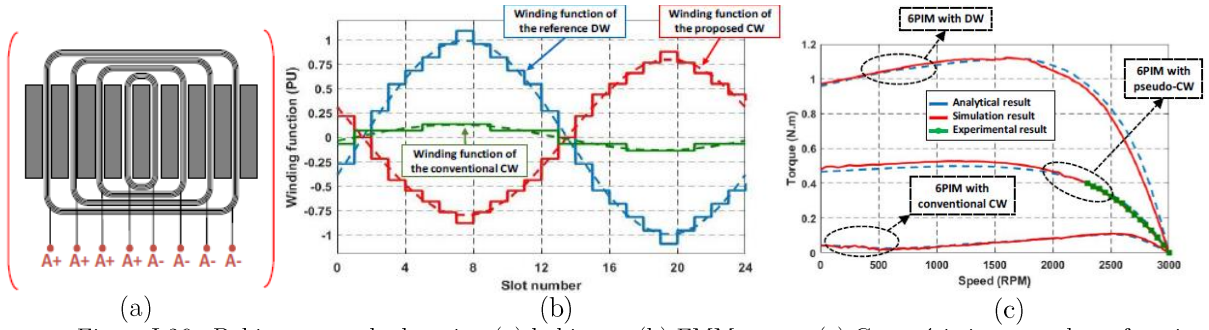 A+ A+ A+ A+ A- A- A- A-
(a)
Winding function of
the reference DW
Winding function of
the proposed CW
Winding function of
the conventional CW
Winding function (PU)
1
0.75
0.5
0.25
0
-0.25
-0.5
-0.75
-1
0 4 8 12 16 20 24
Slot number
(b)
6PIM with DW
6PIM with
pseudo-CW
Analytical result
Simulation result
Experimental result
6PIM with
conventional CW
Torque (N.m)
1.2
1
0.8
0.6
0.4
0.2
0
0 500 1000 1500 2000 2500 3000
Speed (RPM)
(c)